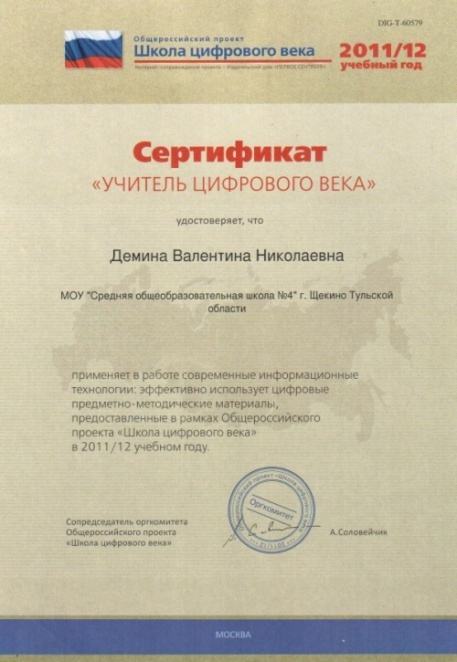 DIG-T-60579
Общероссийский проект
Школа цифрового века
Интернет-сопровождение проекта – Издательский дом «ПЕРВОЕ СЕНТЯБРЯ»
2011/12
учебный год
Сертификат
«УЧИТЕЛЬ ЦИФРОВОГО ВЕКА»
удостоверяет, что
Демина Валентина Николаевна
МОУ "Средняя общеобразовательная школа №4" г. Щекино Тульской
области
применяет в работе современные информационные
технологии: эффективно использует цифровые
предметно-методические материалы,
предоставленные в рамках Общероссийского
проекта «Школа цифрового века»
в 2011/12 учебном году.
Сопредседатель оргкомитета
Общероссийского проекта
«Школа цифрового века»
Оргкомитет
А.Соловейчик
МОСКВА